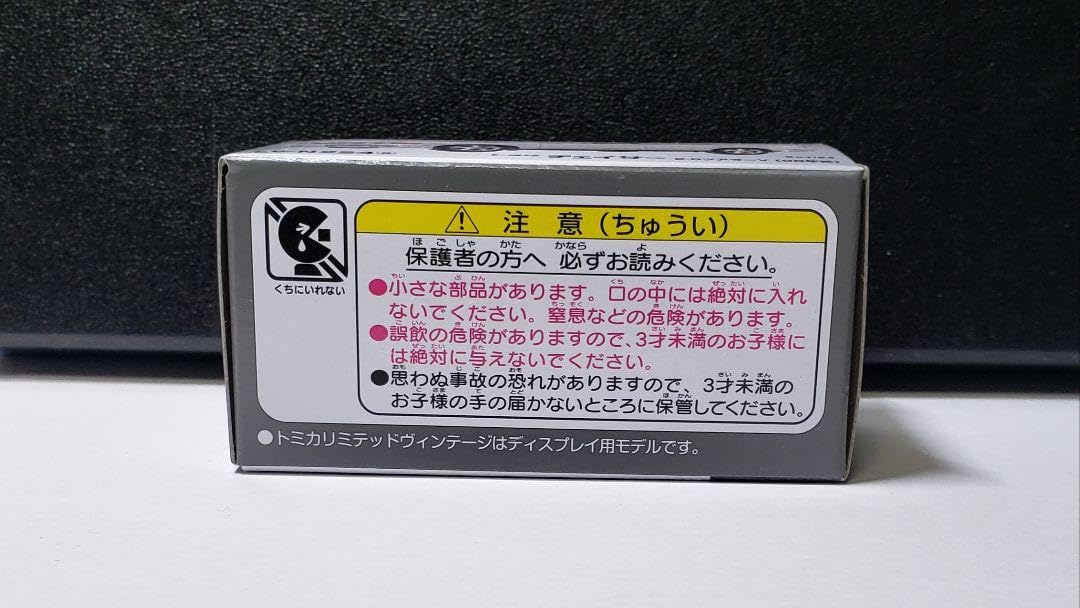 チェイサー
⚠ 注 意（ちゅうい）
保護者の方へ 必ずお読みください。
●小さな部品があります。口の中には絶対に入れ
ないでください。窒息などの危険があります。
●誤飲の危険がありますので、3才未満のお子様に
は絶対に与えないでください。
●思わぬ事故の恐れがありますので、3才未満の
お子様の手の届かないところに保管してください。
くちにいれない
●トミカリミテッドヴィンテージはディスプレイ用モデルです。